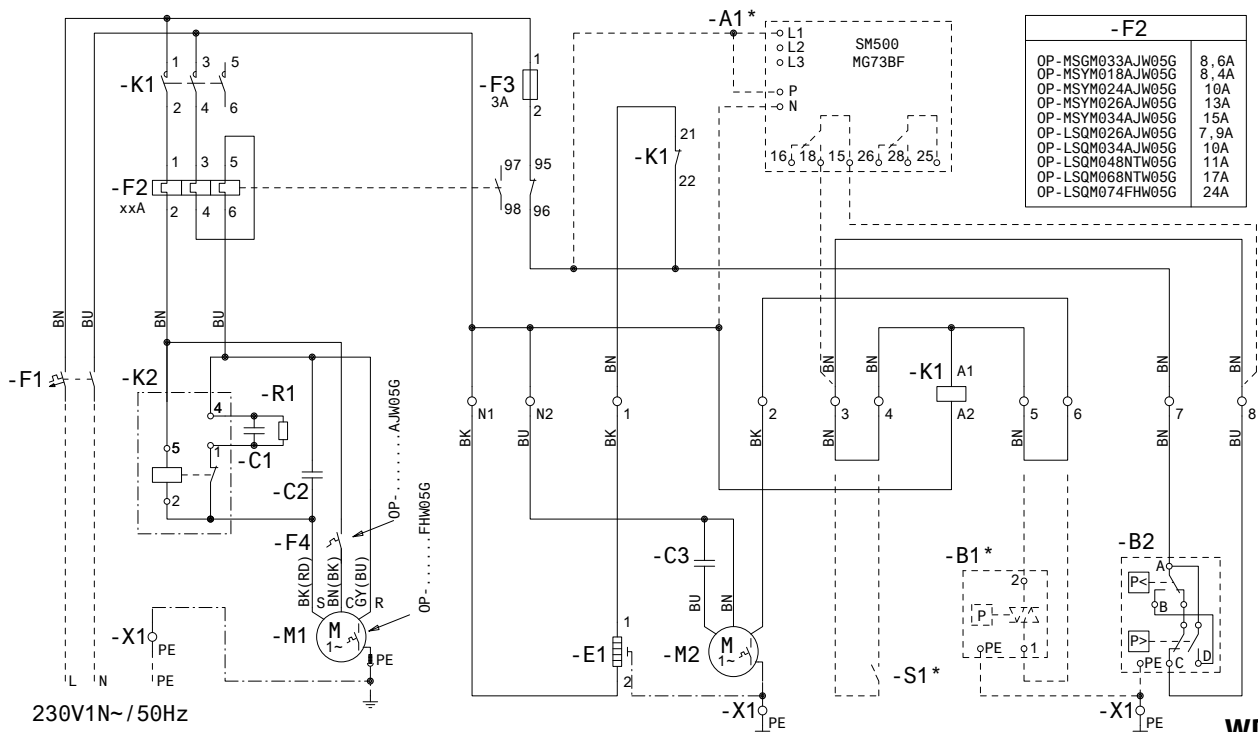 -A1*
L1
L2
L3
P
N
SM500
MG73BF
16 18 15 26 28 25
-F2
OP-MSGM033AJW05G 8,6A
OP-MSYM018AJW05G 8,4A
OP-MSYM024AJW05G 10A
OP-MSYM026AJW05G 13A
OP-MSYM034AJW05G 15A
OP-LSQM026AJW05G 7,9A
OP-LSQM034AJW05G 10A
OP-LSQM048NTW05G 11A
OP-LSQM068NTW05G 17A
OP-LSQM074FHW05G 24A
1 3 5
-K1
2 4 6
1
-F3
3A
2
21
-K1
22
1 3 5
-F2
xxA
2 4 6
97 95
98 96
BN BU BN BU
BN BN BN BN BN BN BN
-F1
-K2
4
-R1
5
1
-C1
2
-C2
-F4
OP-.......AJW05G
OP-.......FHW05G
BK(RD) BN(BK) GY(BU)
S C R
-M1
M
1~
PE
-X1
PE
L N PE
230V1N~/50Hz
N1 N2 1 2 3 4 5 6 7 8
-K1
A1
A2
BK BU BK BK BN BN BN BN BU
-C3
BU BN
-M2
M
1~
1
-E1
2
-X1
PE
-S1*
-B1*
2
P
PE 1
-B2
A
P<
B
P>
D
PE C
-X1
PE